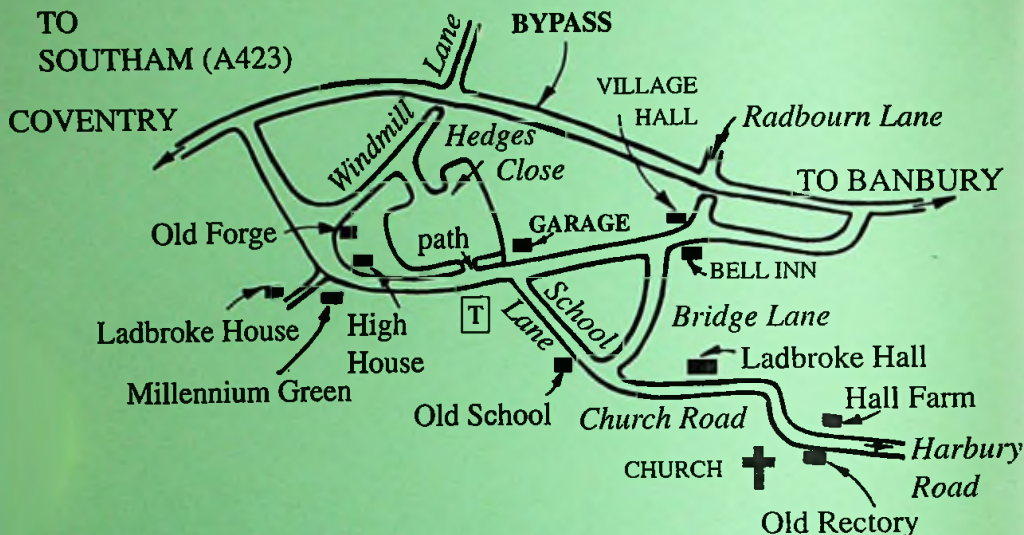 TO
SOUTHAM (A423)
COVENTRY
Lane
BYPASS
VILLAGE
HALL
Radbourn Lane
Windmill
Hedges
Close
TO BANBURY
Old Forge
path
GARAGE
BELL INN
Ladbroke House
High
House
T
School
Lane
Bridge Lane
Millennium Green
Ladbroke Hall
Old School
Church Road
Hall Farm
CHURCH
Harbury
Road
Old Rectory